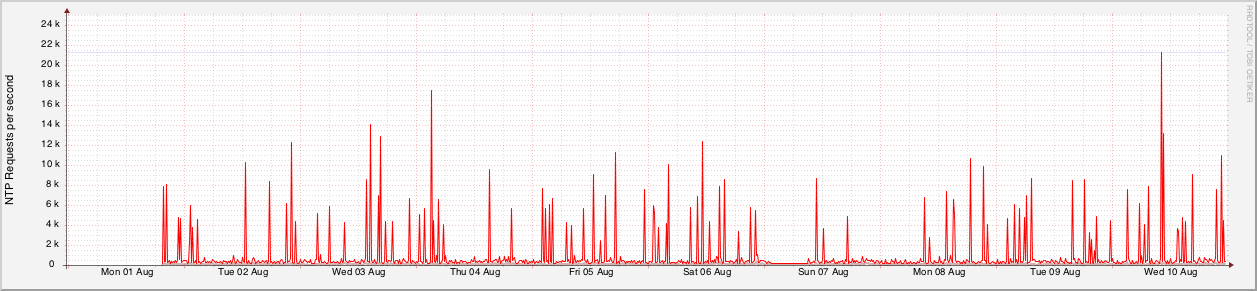 NTP Requests per second
24 k
22 k
20 k
18 k
16 k
14 k
12 k
10 k
8 k
6 k
4 k
2 k
0
Mon 01 Aug Tue 02 Aug Wed 03 Aug Thu 04 Aug Fri 05 Aug Sat 06 Aug Sun 07 Aug Mon 08 Aug Tue 09 Aug Wed 10 Aug
RRDTOOL / TOBI OETIKER